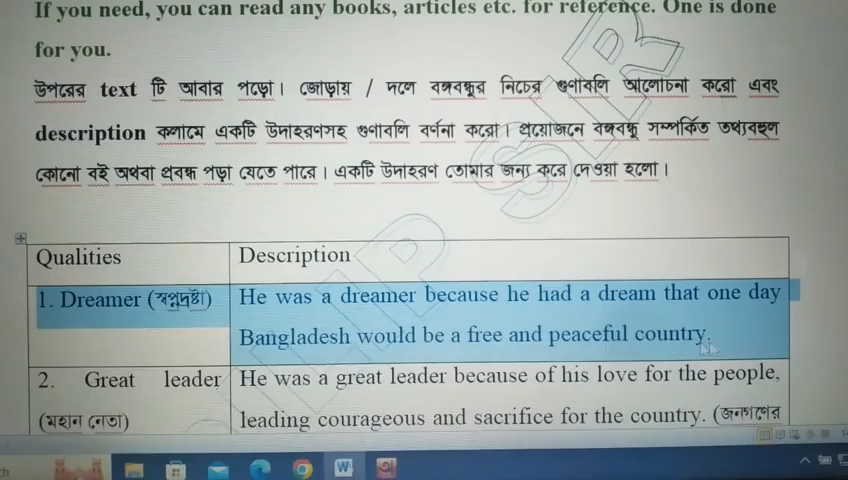 If you need, you can read any books, articles etc. for reference. One is done
for you.
উপরের text টি আবার পড়ো। জোড়ায় / দলে বঙ্গবন্ধুর নিচের গুণাবলি আলোচনা করো এবং
description কলামে একটি উদাহরণসহ গুণাবলি বর্ণনা করো। প্রয়োজনে বঙ্গবন্ধু সম্পর্কিত তথ্যবহুল
কোনো বই অথবা প্রবন্ধ পড়া যেতে পারে। একটি উদাহরণ তোমার জন্য করে দেওয়া হলো।
Qualities Description
1. Dreamer (স্বপ্নদ্রষ্টা) He was a dreamer because he had a dream that one day
Bangladesh would be a free and peaceful country.
2. Great leader He was a great leader because of his love for the people,
(মহান নেতা) leading courageous and sacrifice for the country. (জনগণের